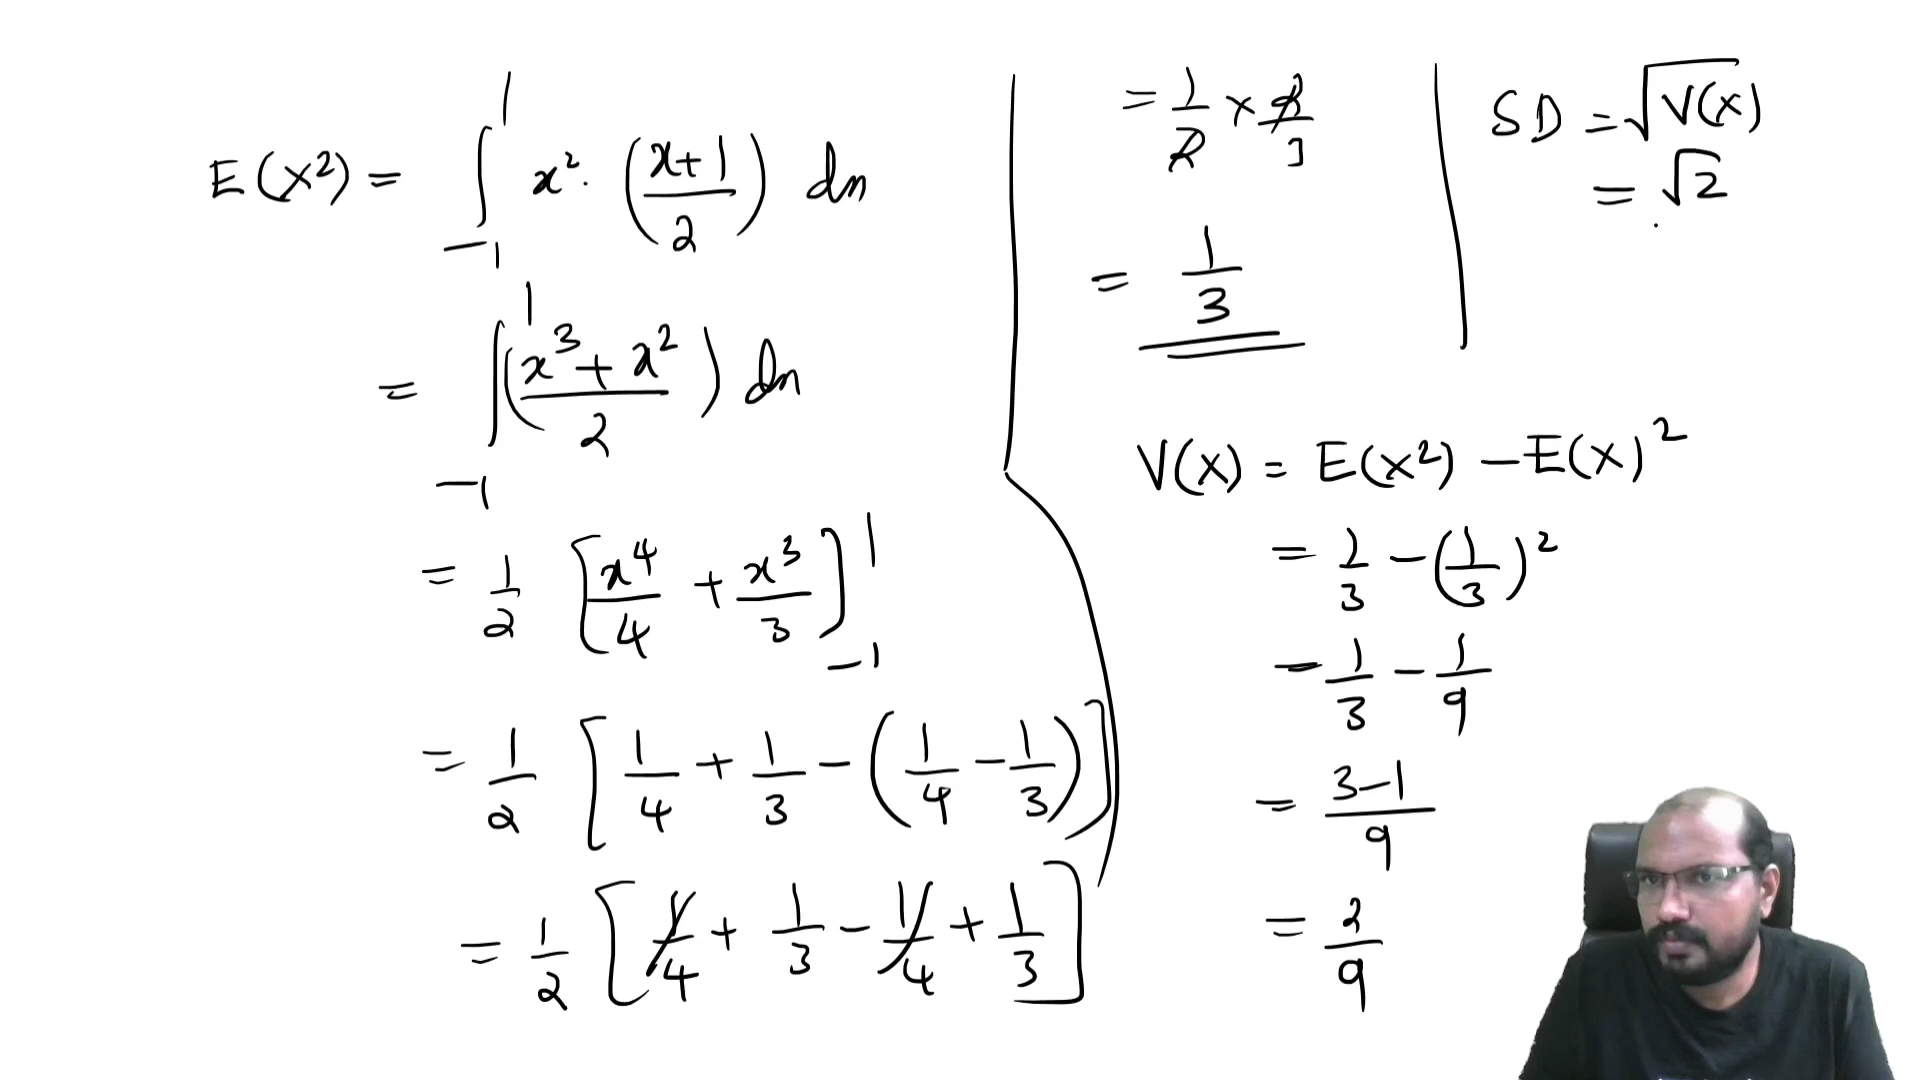 E(x²) = ∫₋₁¹ x². ((x+1)/2) dn
= ∫₋₁¹ ((x³ + x²)/2) dn
= 1/2 [x⁴/4 + x³/3]₋₁¹
= 1/2 [1/4 + 1/3 − (1/4 − 1/3)]
= 1/2 [1/4 + 1/3 − 1/4 + 1/3]
= 1/2 × 2/3
= 1/3
V(x) = E(x²) − E(x)²
= 1/3 − (1/3)²
= 1/3 − 1/9
= (3−1)/9
= 2/9
SD = √V(x)
= √2